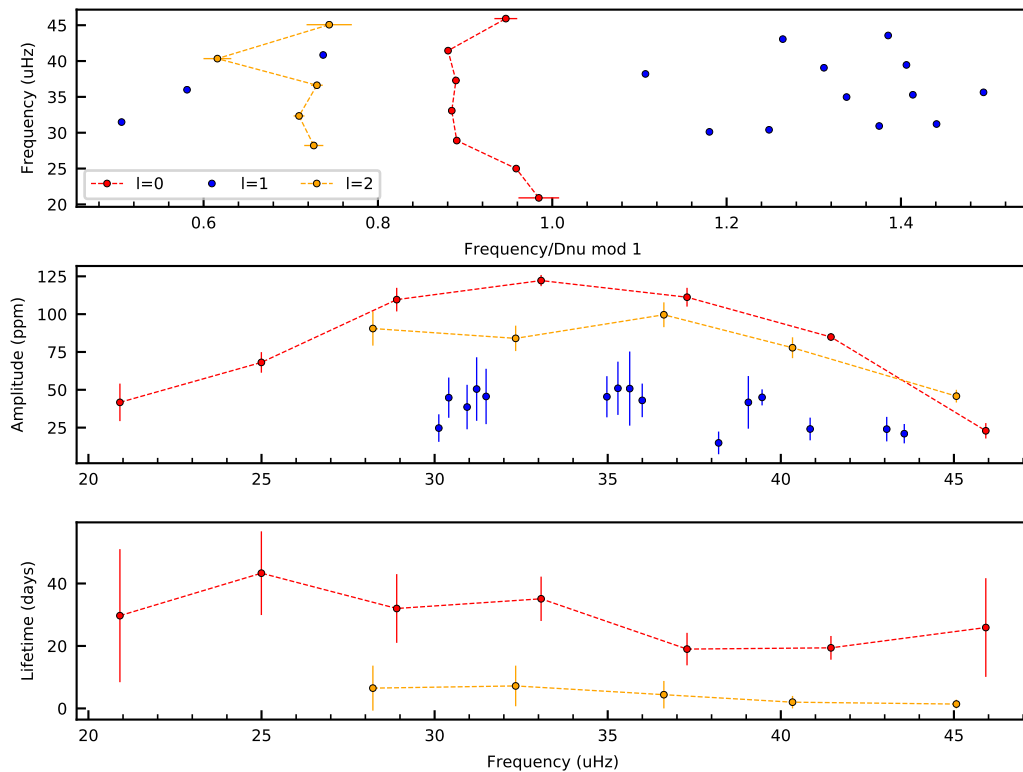 45
40
35
30
25
20
Frequency (uHz)
l=0 l=1 l=2
0.6 0.8 1.0 1.2 1.4
Frequency/Dnu mod 1
125
100
75
50
25
Amplitude (ppm)
20 25 30 35 40 45
40
20
0
Lifetime (days)
20 25 30 35 40 45
Frequency (uHz)